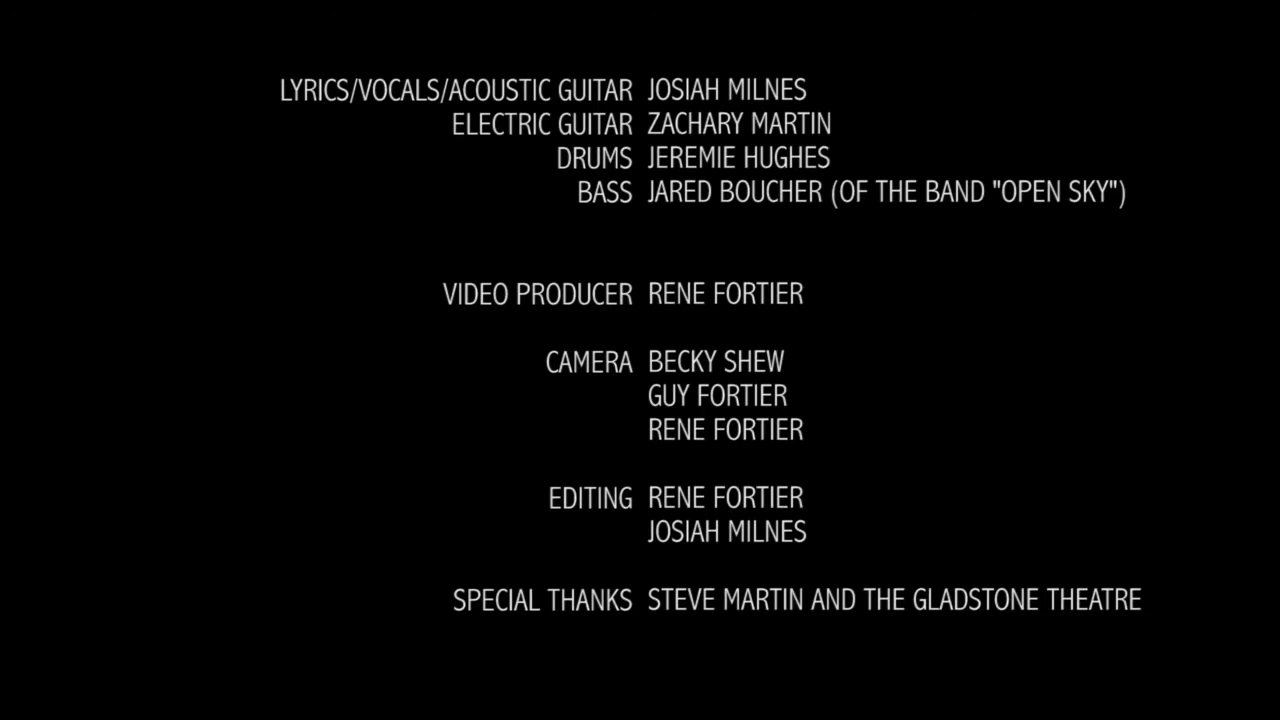 LYRICS/VOCALS/ACOUSTIC GUITAR JOSIAH MILNES
ELECTRIC GUITAR ZACHARY MARTIN
DRUMS JEREMIE HUGHES
BASS JARED BOUCHER (OF THE BAND "OPEN SKY")
VIDEO PRODUCER RENE FORTIER
CAMERA BECKY SHEW
GUY FORTIER
RENE FORTIER
EDITING RENE FORTIER
JOSIAH MILNES
SPECIAL THANKS STEVE MARTIN AND THE GLADSTONE THEATRE